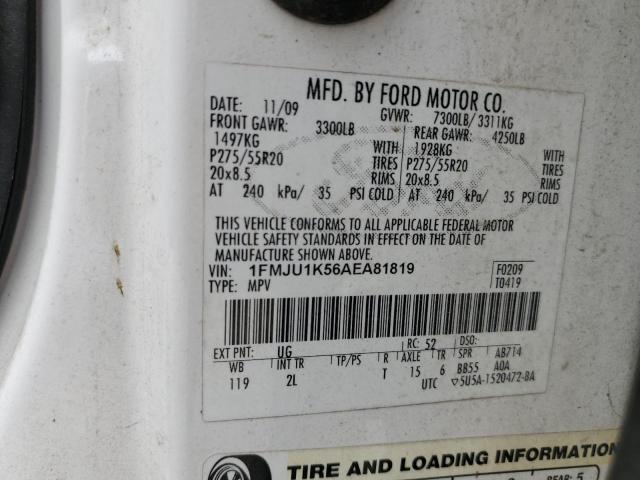 MFD. BY FORD MOTOR CO.
DATE: 11/09 GVWR: 7300LB/ 3311KG
FRONT GAWR: 3300LB REAR GAWR: 4250LB
1497KG WITH 1928KG WITH
P275/55R20 TIRES P275/55R20 TIRES
20x8.5 RIMS 20x8.5 RIMS
AT 240 kPa/ 35 PSI COLD AT 240 kPa/ 35 PSI COLD
THIS VEHICLE CONFORMS TO ALL APPLICABLE FEDERAL MOTOR
VEHICLE SAFETY STANDARDS IN EFFECT ON THE DATE OF
MANUFACTURE SHOWN ABOVE.
VIN: 1FMJU1K56AEA81819 F0209
TYPE: MPV T0419
EXT PNT: UG RC: 52 DSO:
WB INT TR TP/PS R AXLE TR SPR AB714
119 2L T 15 6 BB55 A0A
UTC ▽5U5A-1520472-BA
TIRE AND LOADING INFORMATION